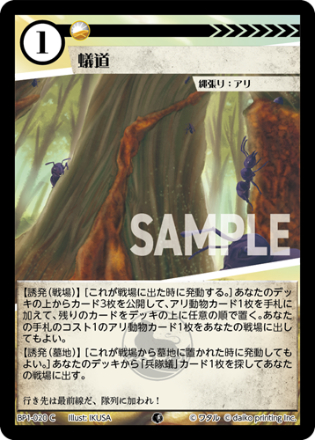 1
蟻道
縄張り：アリ
SAMPLE
【誘発（戦場）】［これが戦場に出た時に発動する。］あなたのデッ
キの上からカード3枚を公開して、アリ動物カード1枚を手札に
加えて、残りのカードをデッキの上に任意の順で置く。あなた
の手札のコスト1のアリ動物カード1枚をあなたの戦場に出し
てもよい。
【誘発（墓地）】［これが戦場から墓地に置かれた時に発動しても
よい。］あなたのデッキから「兵隊蟻」カード1枚を探してあなた
の戦場に出す。
行き先は最前線だ、隊列に加われ！
BP1-020 C Illust: IKUSA
© ワタル © daiko printing inc.